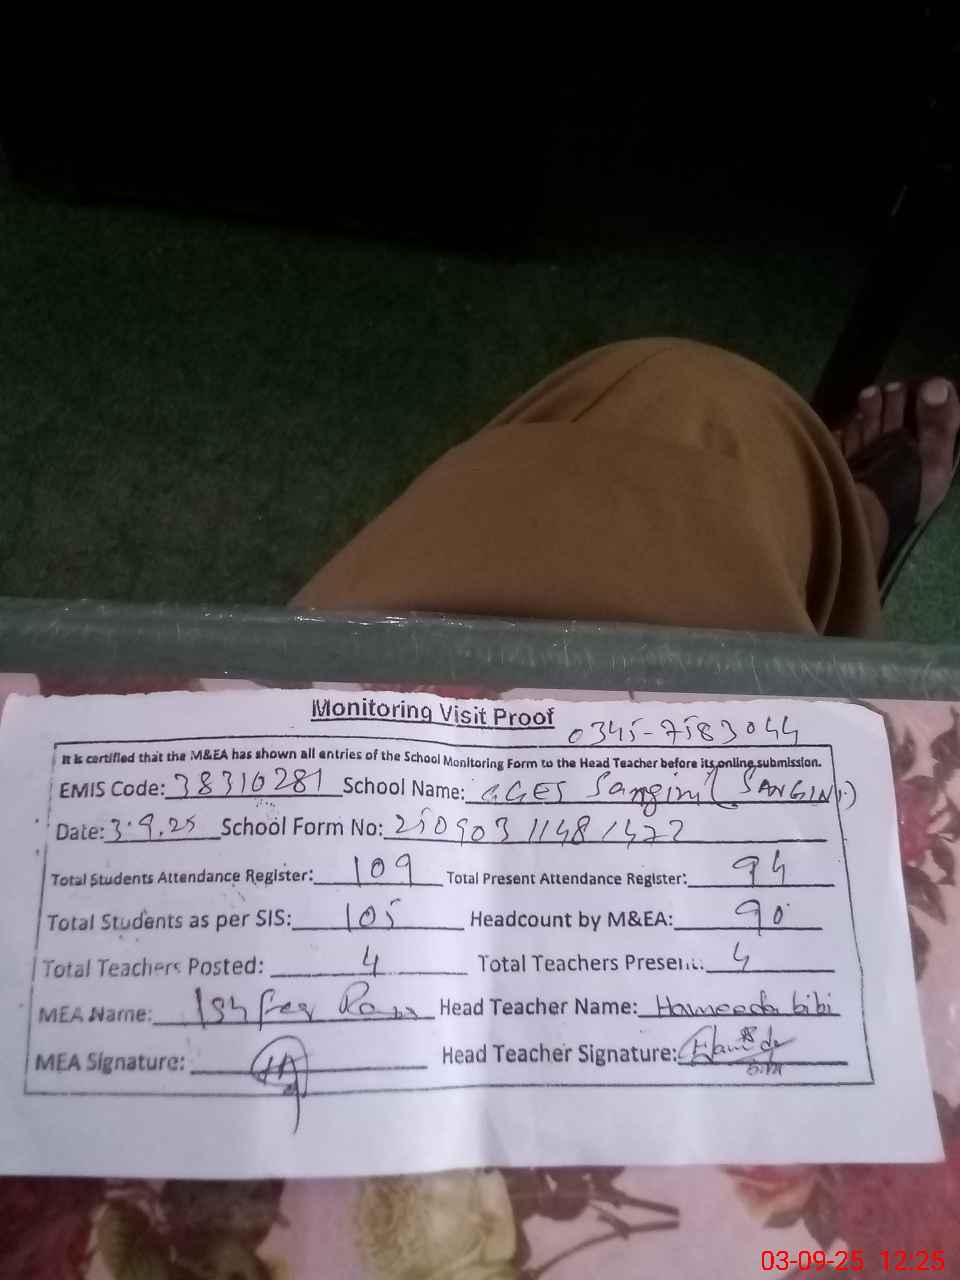 Monitoring Visit Proof
0345-7583044
It is certified that the M&EA has shown all entries of the School Monitoring Form to the Head Teacher before its online submission.
EMIS Code: 38310281 School Name: GGES Sangini (SANGINI)
Date: 3.9.25 School Form No:
Total Students Attendance Register: 109 Total Present Attendance Register: 94
Total Students as per SIS: 105 Headcount by M&EA: 90
Total Teachers Posted: 4 Total Teachers Present: 4
MEA Name: Head Teacher Name: Hameeda bibi
MEA Signature: Head Teacher Signature: Hamida Bibi
03-09-25 12:25